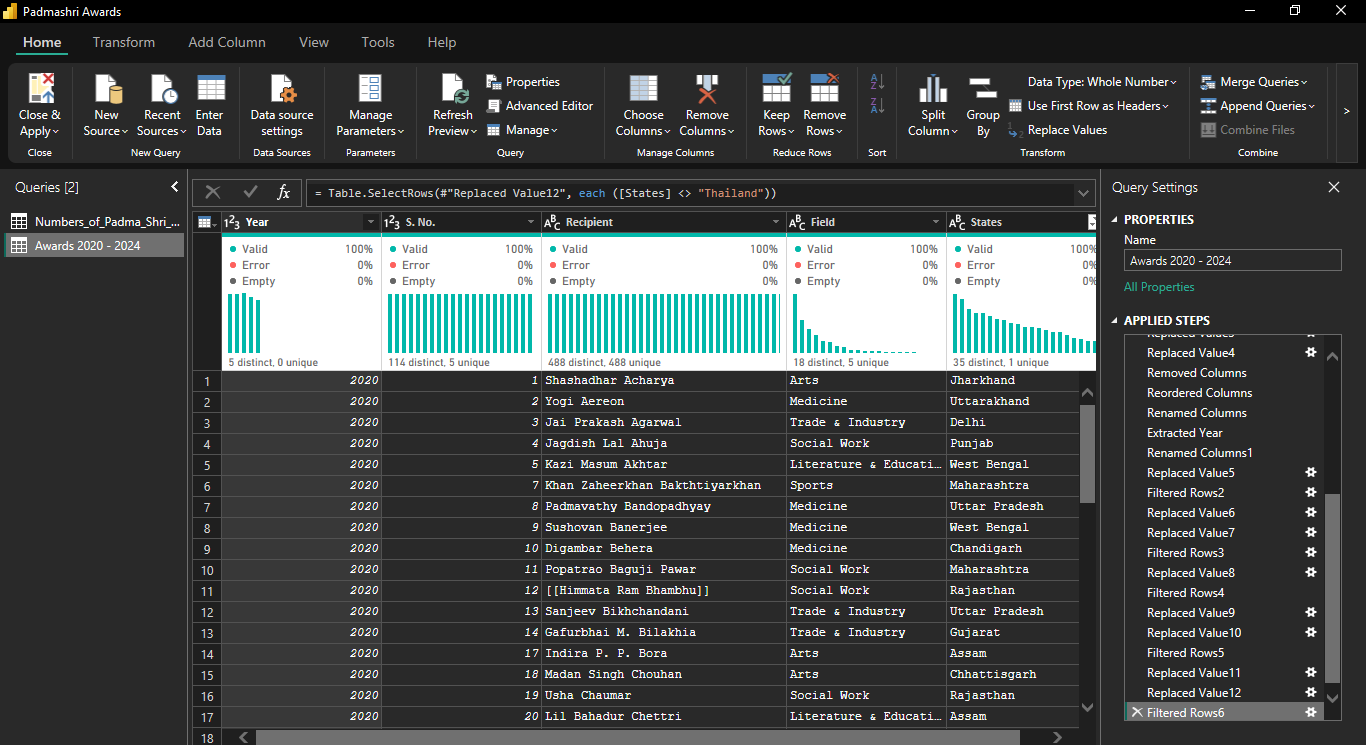 Padmashri Awards
Home Transform Add Column View Tools Help
Close & Apply
Close
New Source
Recent Sources
Enter Data
New Query
Data source settings
Data Sources
Manage Parameters
Parameters
Refresh Preview
Properties
Advanced Editor
Manage
Query
Choose Columns
Remove Columns
Manage Columns
Keep Rows
Remove Rows
Reduce Rows
Sort
Split Column
Group By
Data Type: Whole Number
Use First Row as Headers
Replace Values
Transform
Merge Queries
Append Queries
Combine Files
Combine
Queries [2]
Numbers_of_Padma_Shri_...
Awards 2020 - 2024
fx = Table.SelectRows(#"Replaced Value12", each ([States] <> "Thailand"))
Year S. No. Recipient Field States
Valid 100% Valid 100% Valid 100% Valid 100% Valid 100%
Error 0% Error 0% Error 0% Error 0% Error 0%
Empty 0% Empty 0% Empty 0% Empty 0% Empty 0%
5 distinct, 0 unique 114 distinct, 5 unique 488 distinct, 488 unique 18 distinct, 5 unique 35 distinct, 1 unique
1 2020 1 Shashadhar Acharya Arts Jharkhand
2 2020 2 Yogi Aereon Medicine Uttarakhand
3 2020 3 Jai Prakash Agarwal Trade & Industry Delhi
4 2020 4 Jagdish Lal Ahuja Social Work Punjab
5 2020 5 Kazi Masum Akhtar Literature & Educati... West Bengal
6 2020 7 Khan Zaheerkhan Bakhtiyarkhan Sports Maharashtra
7 2020 8 Padmavathy Bandopadhyay Medicine Uttar Pradesh
8 2020 9 Sushovan Banerjee Medicine West Bengal
9 2020 10 Digambar Behera Medicine Chandigarh
10 2020 11 Popatrao Baguji Pawar Social Work Maharashtra
11 2020 12 [[Himmata Ram Bhambhu]] Social Work Rajasthan
12 2020 13 Sanjeev Bikhchandani Trade & Industry Uttar Pradesh
13 2020 14 Gafurbhai M. Bilakhia Trade & Industry Gujarat
14 2020 17 Indira P. P. Bora Arts Assam
15 2020 18 Madan Singh Chouhan Arts Chhattisgarh
16 2020 19 Usha Chaumar Social Work Rajasthan
17 2020 20 Lil Bahadur Chettri Literature & Educati... Assam
18
Query Settings
PROPERTIES
Name
Awards 2020 - 2024
All Properties
APPLIED STEPS
Replaced Value4
Removed Columns
Reordered Columns
Renamed Columns
Extracted Year
Renamed Columns1
Replaced Value5
Filtered Rows2
Replaced Value6
Replaced Value7
Filtered Rows3
Replaced Value8
Filtered Rows4
Replaced Value9
Replaced Value10
Filtered Rows5
Replaced Value11
Replaced Value12
Filtered Rows6